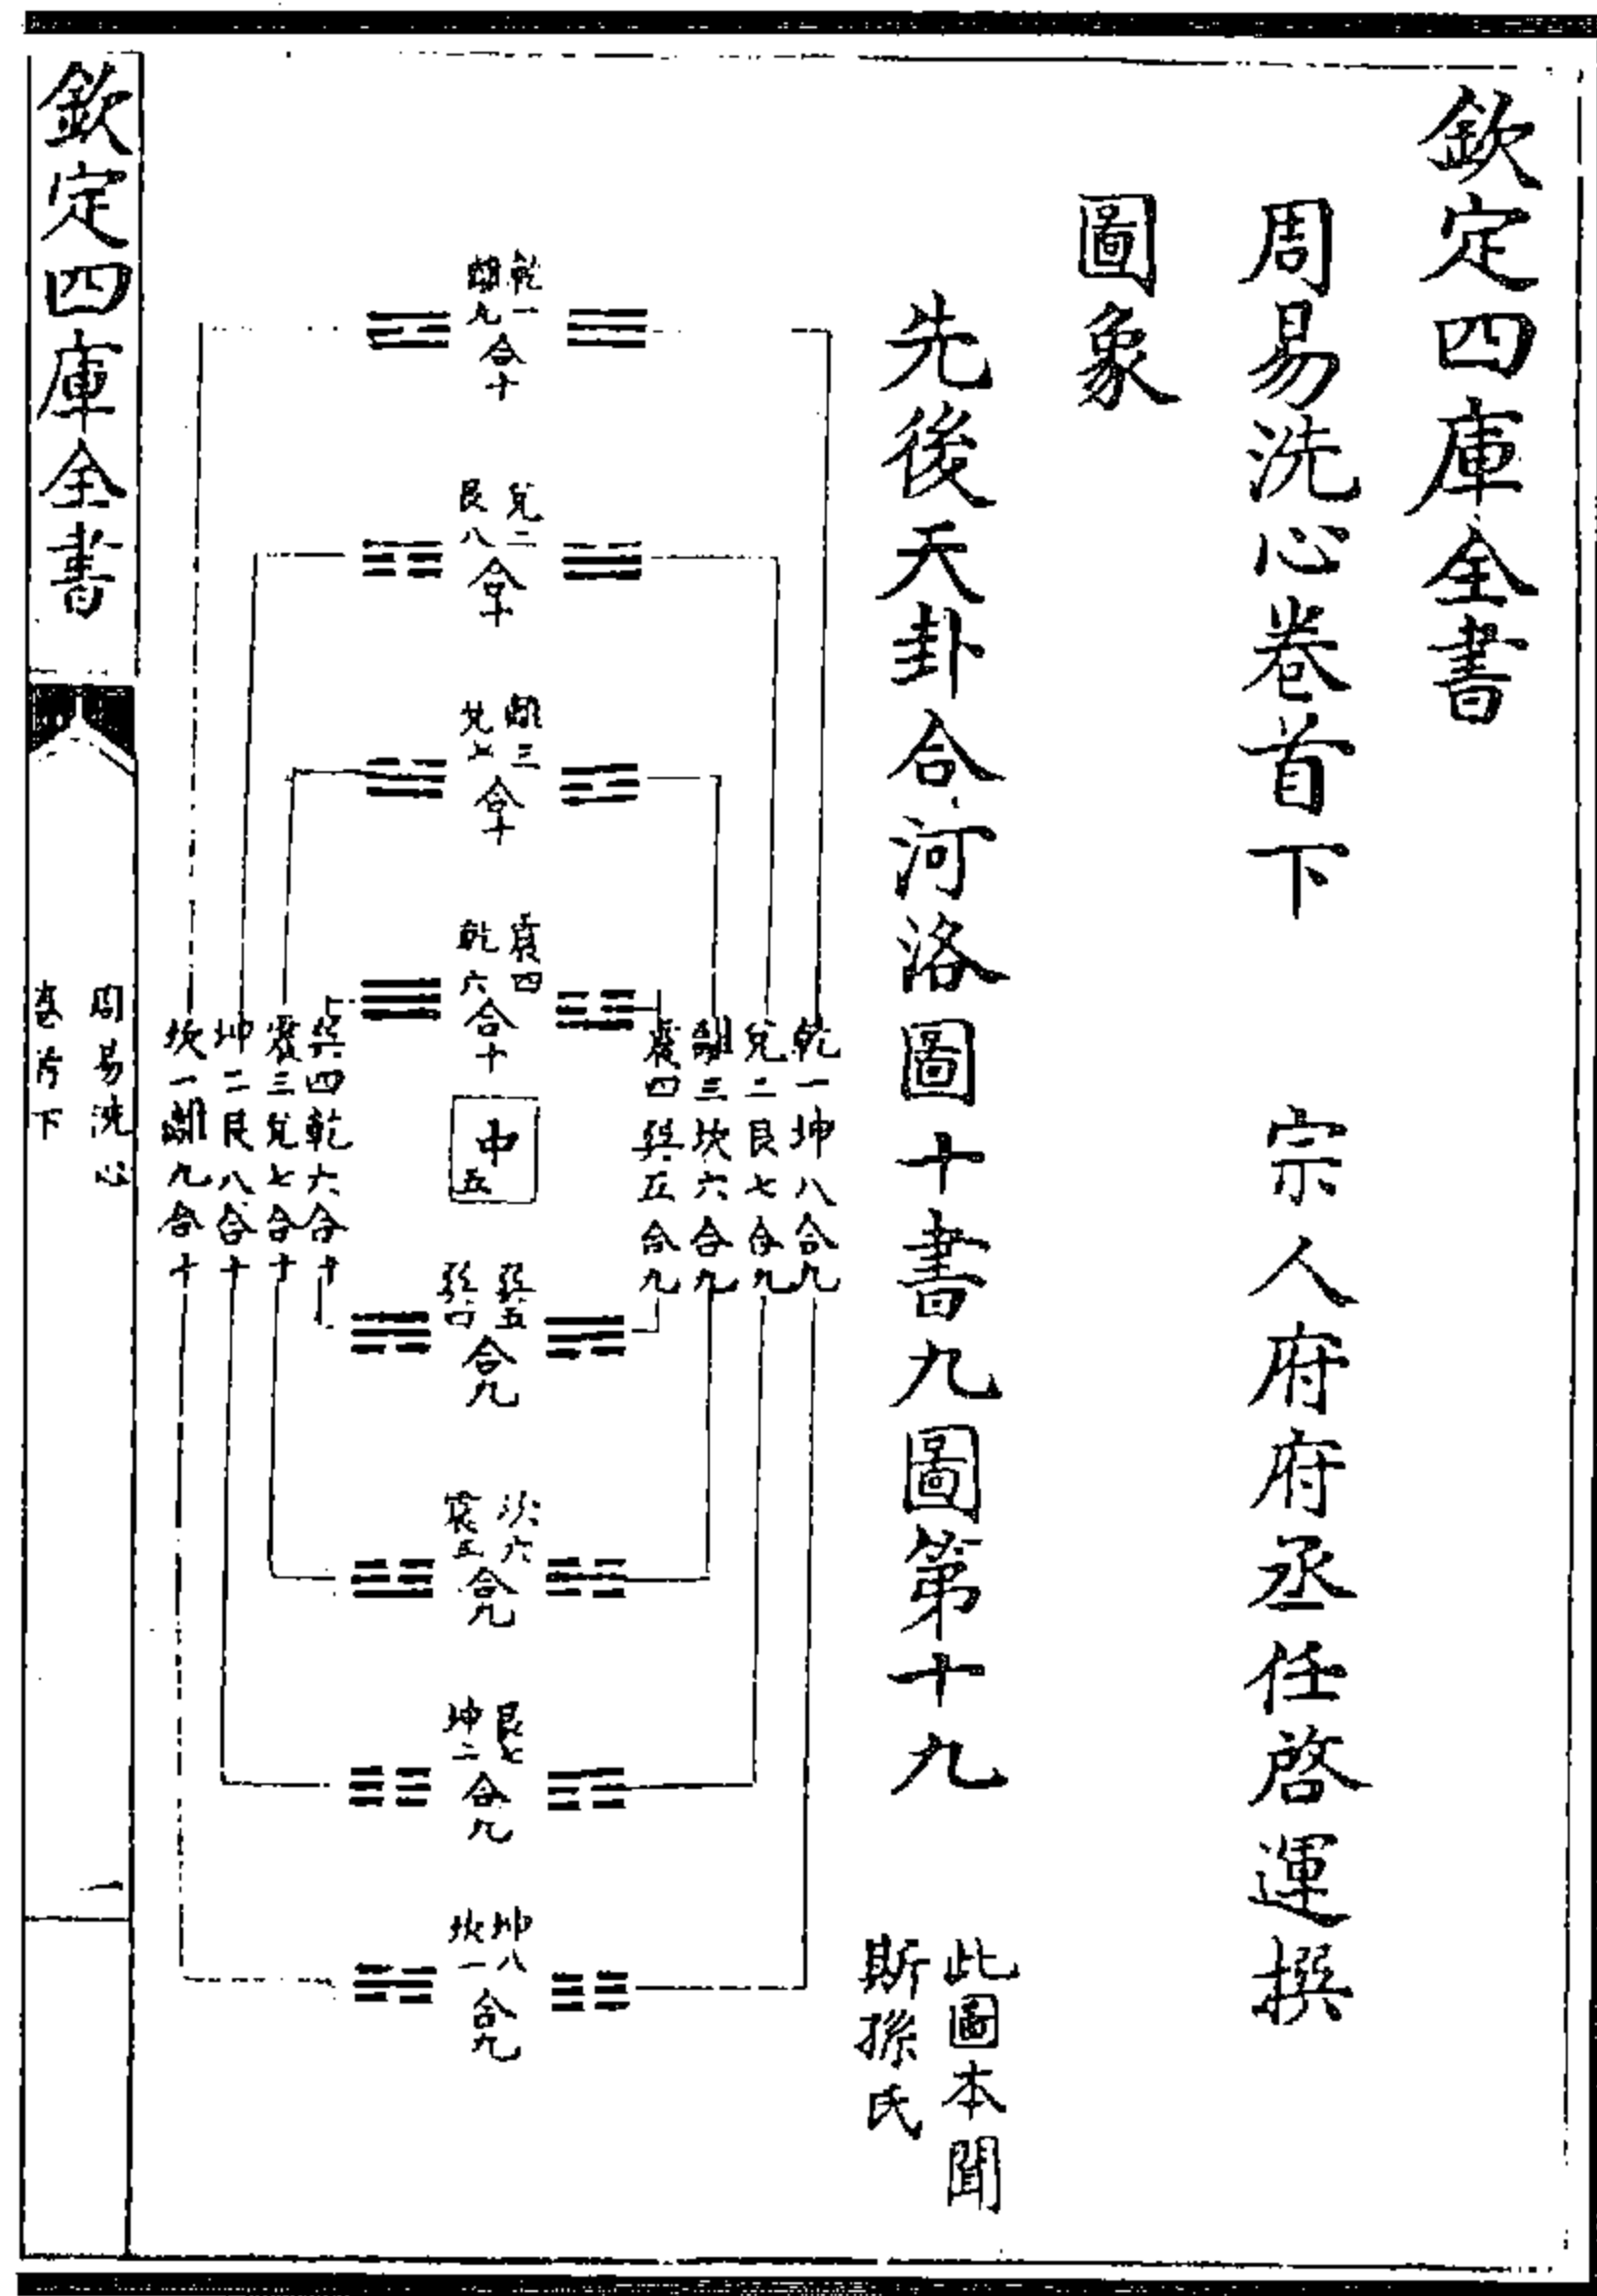 欽定四庫全書
周易洗心卷首下　宗人府府丞任啓運撰
圖象
先後天卦合河洛圖十書九圖第十九　此圖本聞
斯孫氏
乾一坤八合九
兌二艮七合九
離三坎六合九
震四巽五合九
乾一
離九
合十
兌二
艮八
合十
離三
兌
合十
震四
乾六
合十
中
五
巽五
巽四
合九
坎六
震
合九
艮七
坤二
合九
坤八
坎一
合九
巽四乾六合十
震三兌七合十
坤二艮八合十
坎一離九合十
欽定四庫全書
周易洗心
卷首下
一